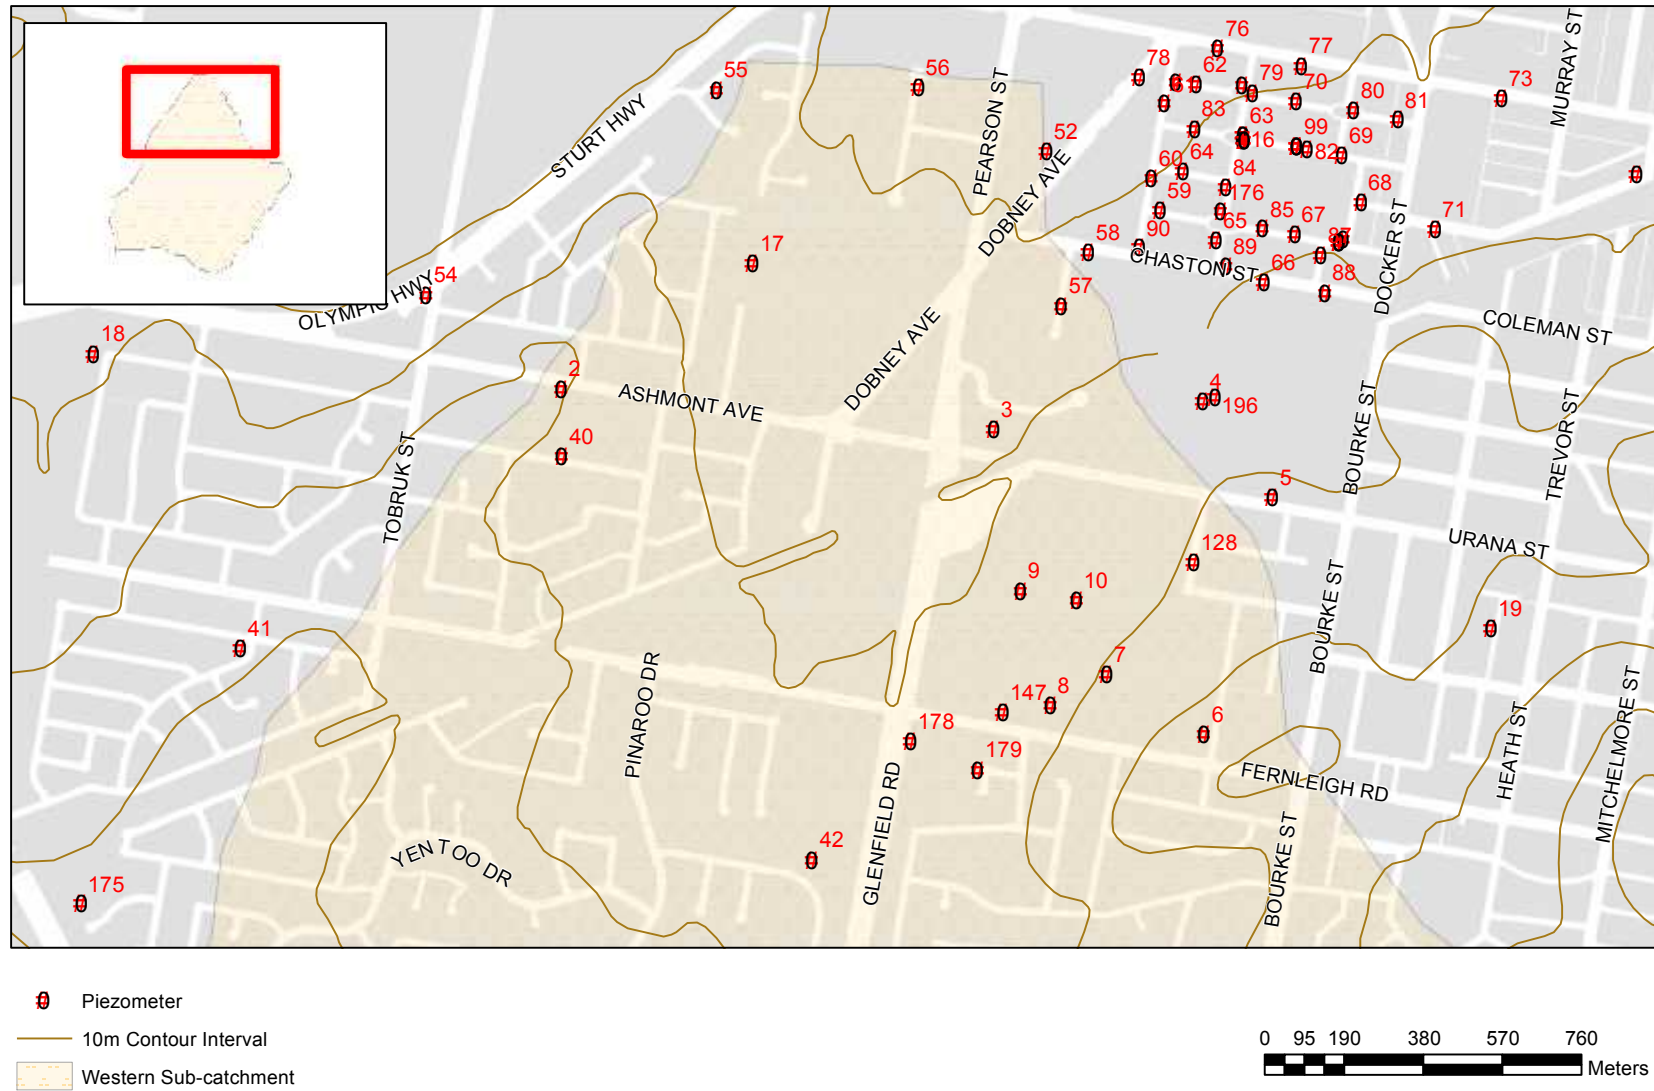 76
77
78
62
79
70
73
MURRAY ST
55
56
61
80
81
83
63
PEARSON ST
STURT HWY
52
16
99
69
82
DOBNEY AVE
60
64
84
59
176
68
DOCKER ST
17
58
90
65
85
67
71
89
87
CHASTON ST
66
88
54
OLYMPIC HWY
57
18
COLEMAN ST
2
ASHMONT AVE
DOBNEY AVE
3
4
196
BOURKE ST
TREVOR ST
40
TOBRUK ST
5
128
URANA ST
9
10
BOURKE ST
19
41
7
PINAROO DR
147
8
6
HEATH ST
MITCHELMORE ST
178
179
FERNLEIGH RD
GLENFIELD RD
42
YEN TOO DR
BOURKE ST
175
Piezometer
10m Contour Interval
Western Sub-catchment
0 95 190 380 570 760
Meters